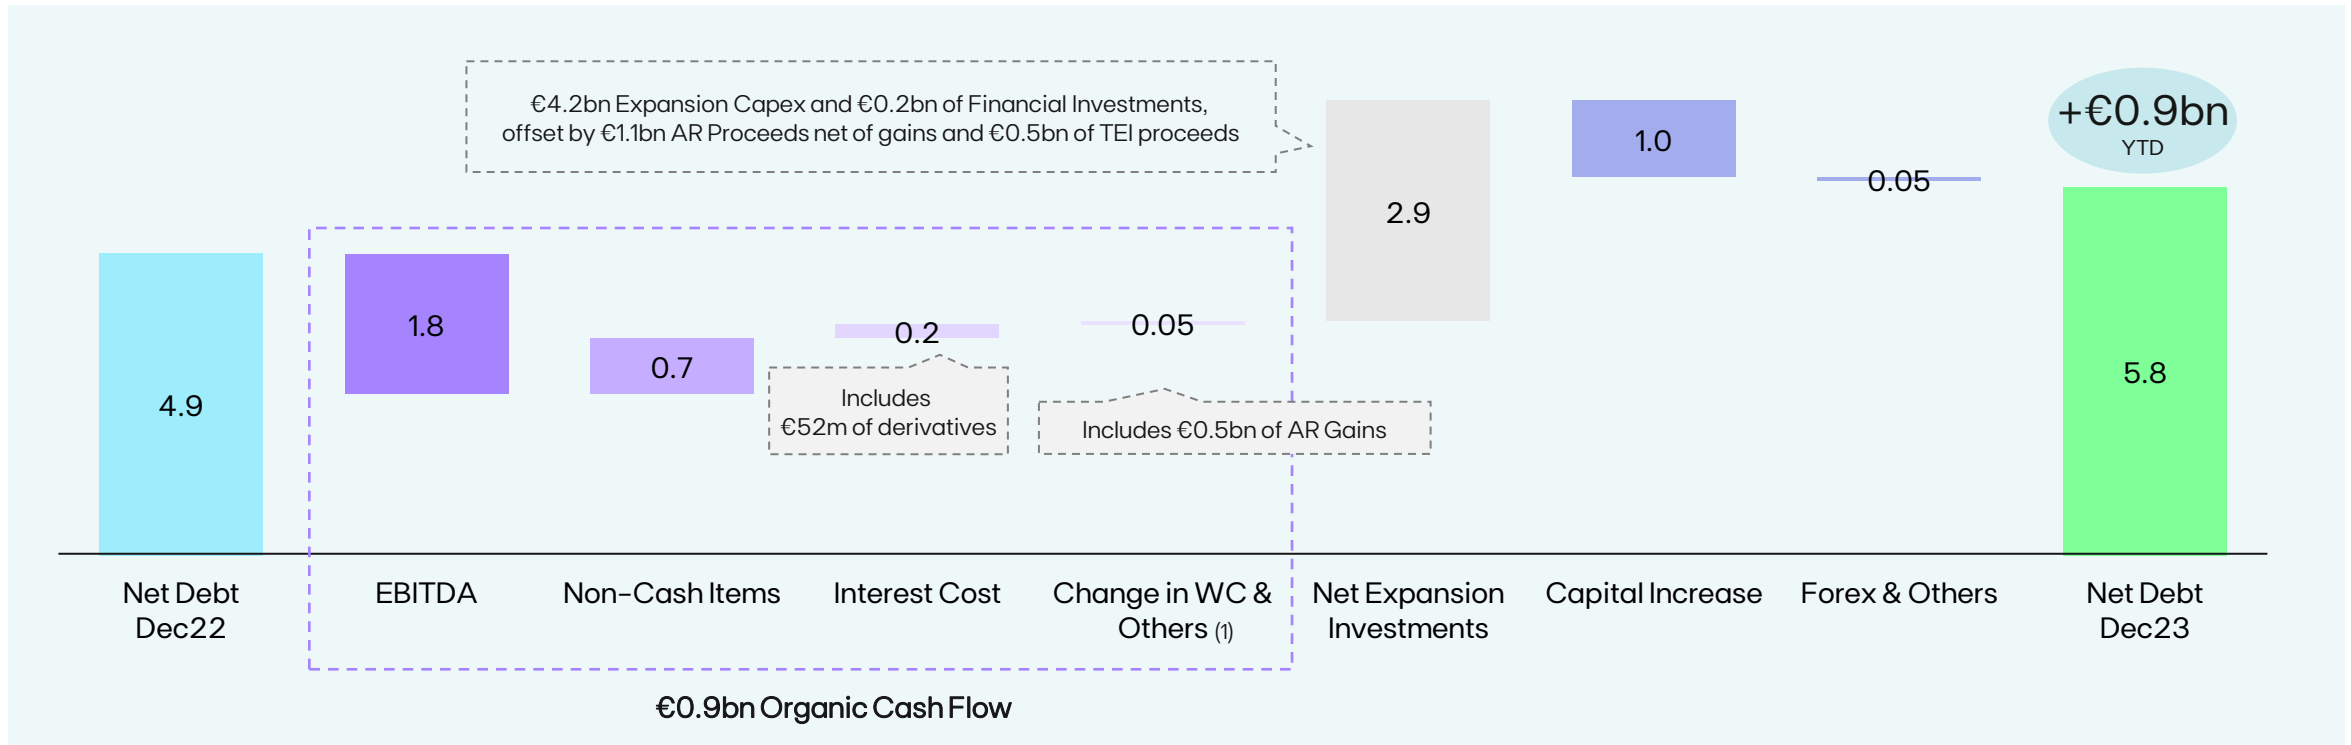 €4.2bn Expansion Capex and €0.2bn of Financial Investments,
offset by €1.1bn AR Proceeds net of gains and €0.5bn of TEI proceeds
+€0.9bn
YTD
4.9
1.8
0.7
0.2
0.05
2.9
1.0
0.05
5.8
Includes
€52m of derivatives
Includes €0.5bn of AR Gains
Net Debt
Dec22
EBITDA
Non-Cash Items
Interest Cost
Change in WC &
Others (1)
Net Expansion
Investments
Capital Increase
Forex & Others
Net Debt
Dec23
€0.9bn Organic Cash Flow